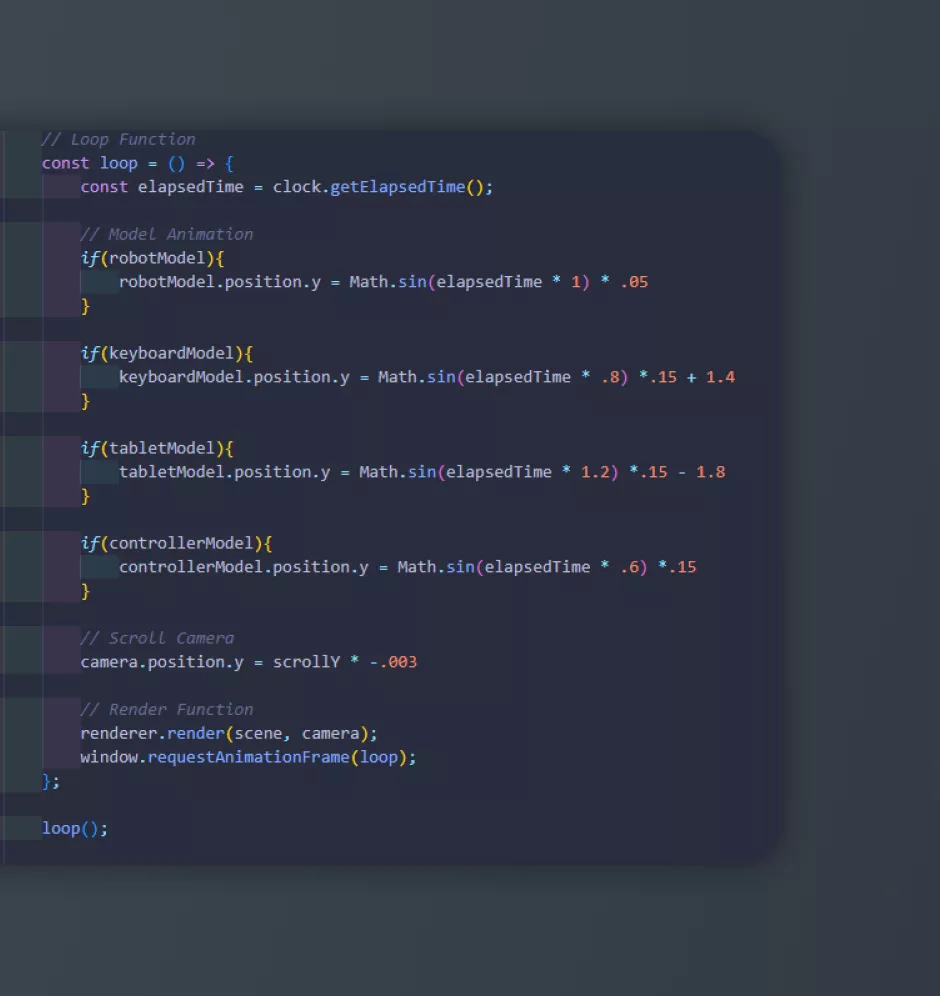 // Loop Function
const loop = () => {
const elapsedTime = clock.getElapsedTime();
// Model Animation
if(robotModel){
robotModel.position.y = Math.sin(elapsedTime * 1) * .05
}
if(keyboardModel){
keyboardModel.position.y = Math.sin(elapsedTime * .8) *.15 + 1.4
}
if(tabletModel){
tabletModel.position.y = Math.sin(elapsedTime * 1.2) *.15 - 1.8
}
if(controllerModel){
controllerModel.position.y = Math.sin(elapsedTime * .6) *.15
}
// Scroll Camera
camera.position.y = scrollY * -.003
// Render Function
renderer.render(scene, camera);
window.requestAnimationFrame(loop);
};
loop();